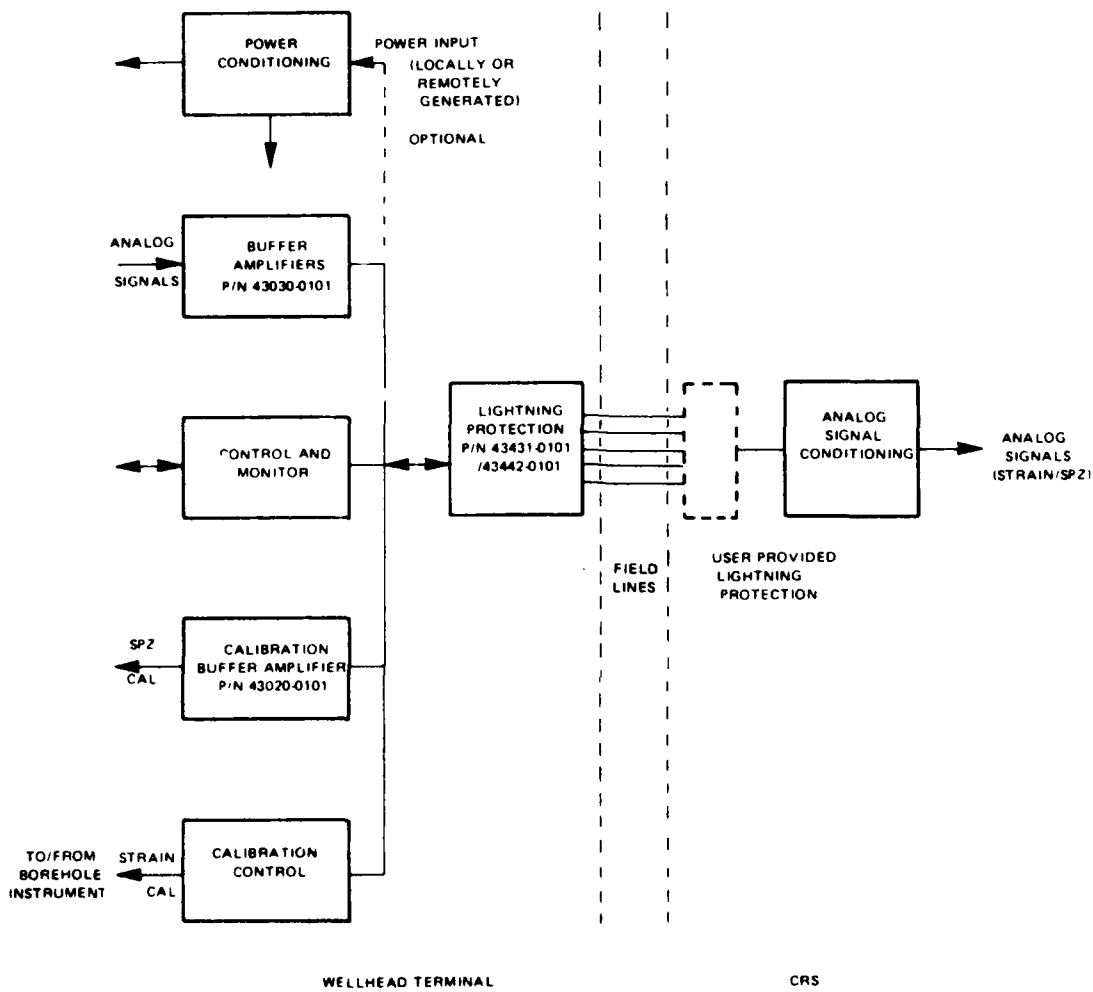 POWER
CONDITIONING
POWER INPUT
(LOCALLY OR
REMOTELY
GENERATED)
OPTIONAL
ANALOG
SIGNALS
BUFFER
AMPLIFIERS
P/N 43030-0101
CONTROL AND
MONITOR
LIGHTNING
PROTECTION
P/N 43431-0101
/43442-0101
ANALOG
SIGNAL
CONDITIONING
ANALOG
SIGNALS
(STRAIN/SPZ)
FIELD
LINES
USER PROVIDED
LIGHTNING
PROTECTION
SPZ
CAL
CALIBRATION
BUFFER AMPLIFIER
P/N 43020-0101
TO/FROM
BOREHOLE
INSTRUMENT
STRAIN
CAL
CALIBRATION
CONTROL
WELLHEAD TERMINAL
CRS